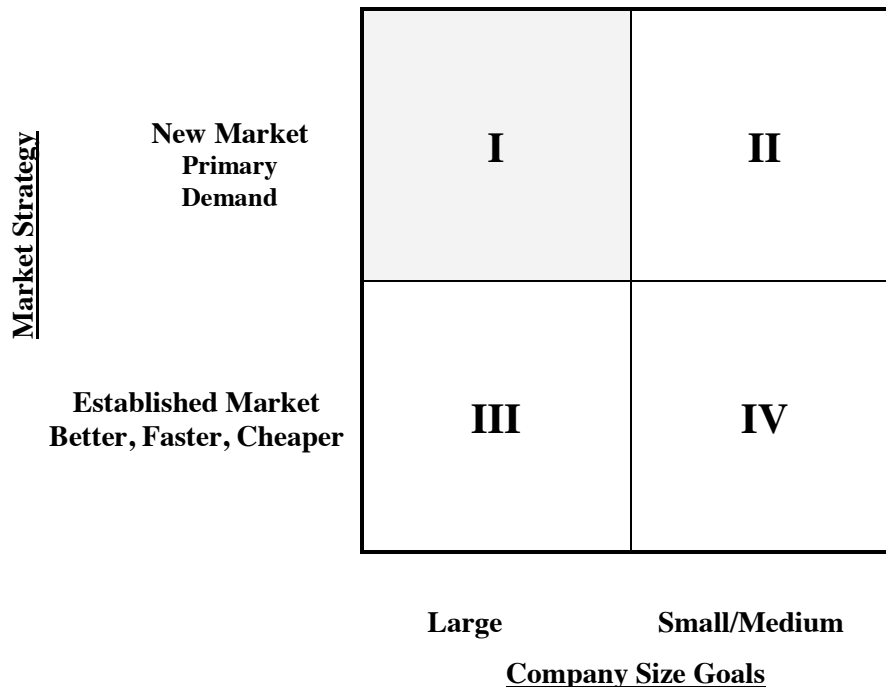 Market Strategy
New Market
Primary
Demand
I
II
Established Market
Better, Faster, Cheaper
III
IV
Large
Small/Medium
Company Size Goals